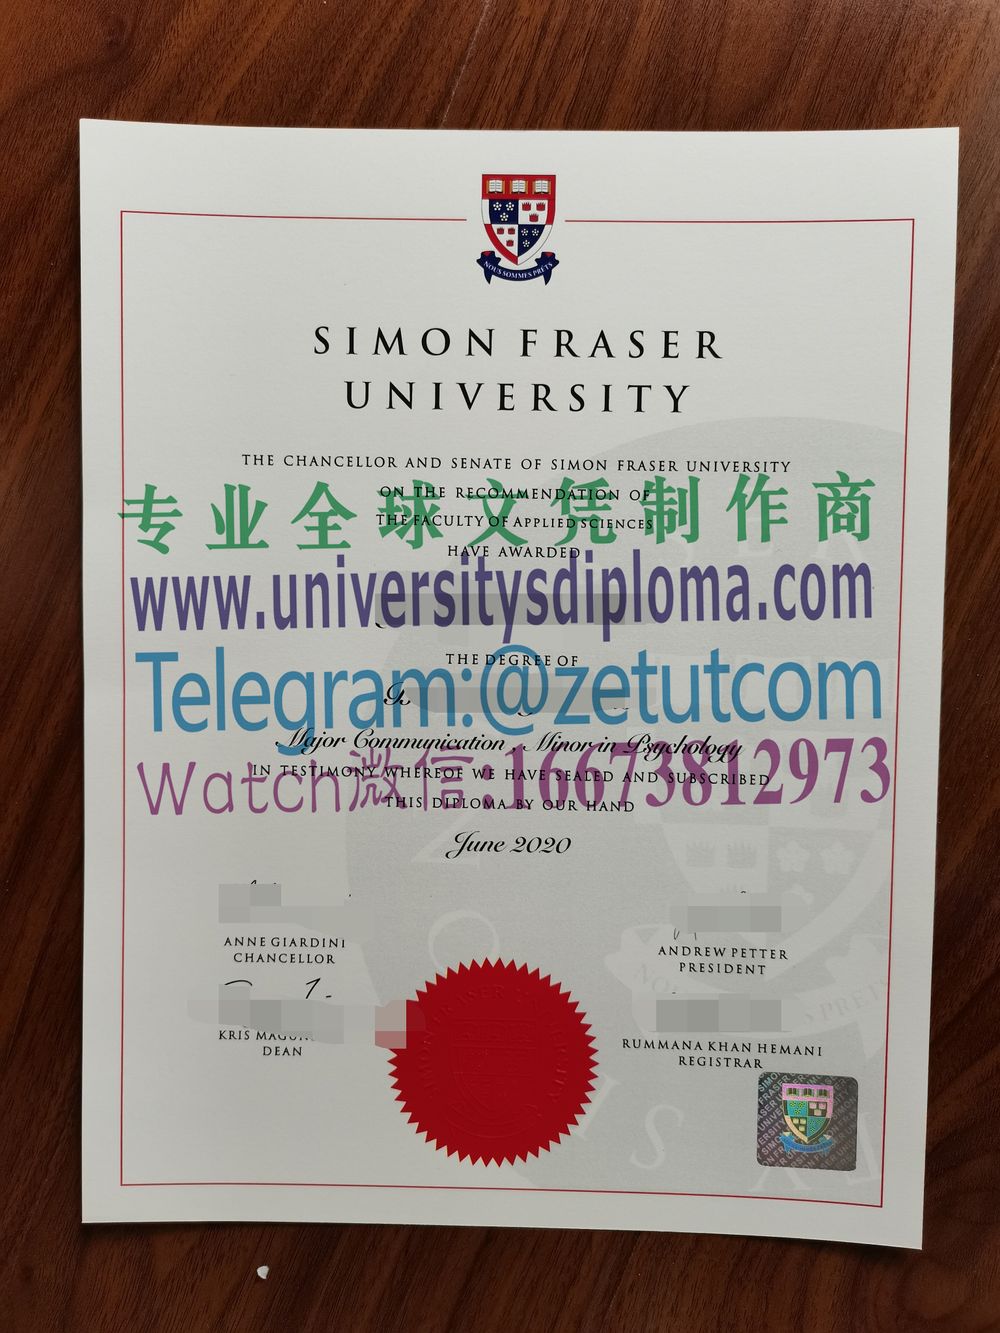 NOUS SOMMES PRÊTS
SIMON FRASER
UNIVERSITY
THE CHANCELLOR AND SENATE OF SIMON FRASER UNIVERSITY
ON THE RECOMMENDATION OF
专业全球文凭制作商
THE FACULTY OF APPLIED SCIENCES
HAVE AWARDED
www.universitysdiploma.com
THE DEGREE OF
Telegram:@zetutcom
Major Communication, Minor in Psychology
IN TESTIMONY WHEREOF WE HAVE SEALED AND SUBSCRIBED
Watch微信:16673812973
THIS DIPLOMA BY OUR HAND
June 2020
ANNE GIARDINI
CHANCELLOR
ANDREW PETTER
PRESIDENT
KRIS
DEAN
RUMMANA KHAN HEMANI
REGISTRAR